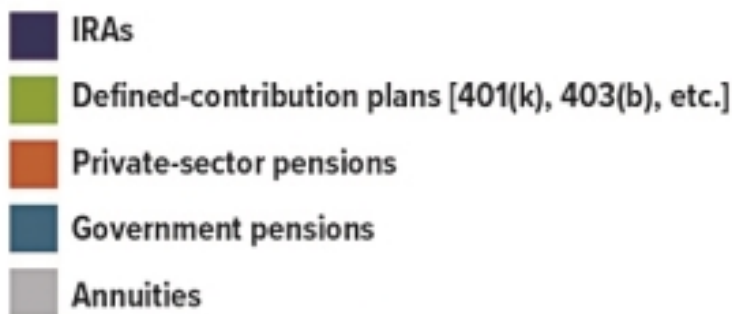 IRAs
Defined-contribution plans [401(k), 403(b), etc.]
Private-sector pensions
Government pensions
Annuities